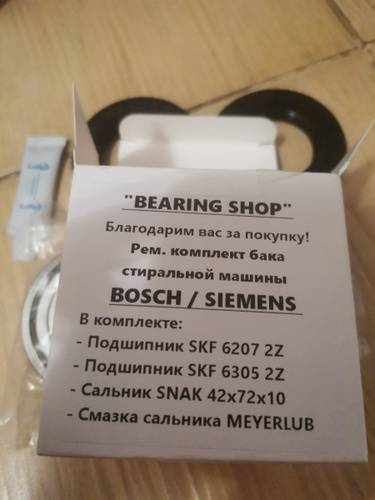 "BEARING SHOP"
Благодарим вас за покупку!
Рем. комплект бака
стиральной машины
BOSCH / SIEMENS
В комплекте:
- Подшипник SKF 6207 2Z
- Подшипник SKF 6305 2Z
- Сальник SNAK 42x72x10
- Смазка сальника MEYERLUB